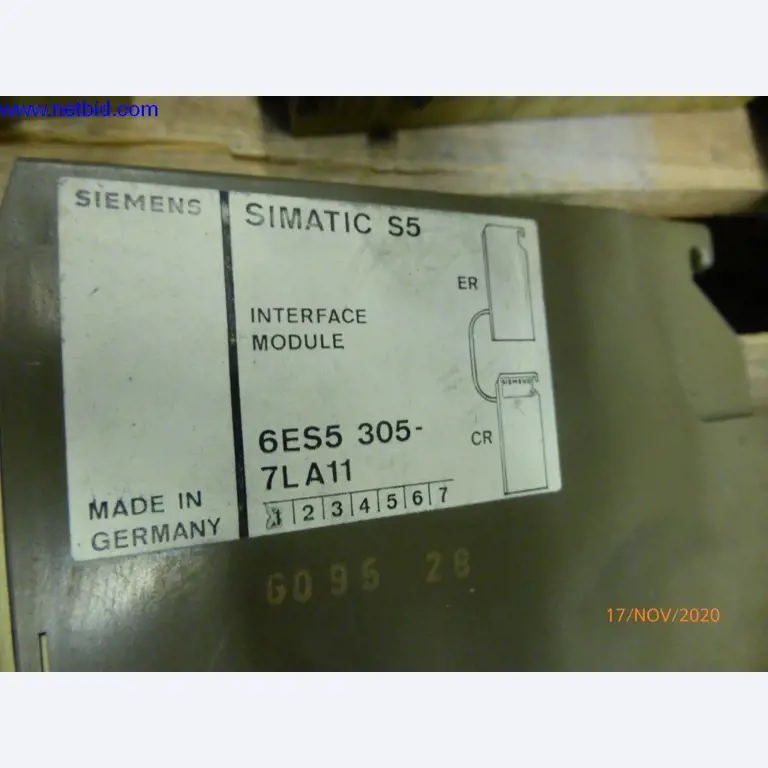 www.netbid.com
SIEMENS
SIMATIC S5
ER
INTERFACE
MODULE
SIEMENS
CR
6ES5 305-
7LA11
2 3 4 5 6 7
MADE IN
GERMANY
G095 28
17/NOV/2020